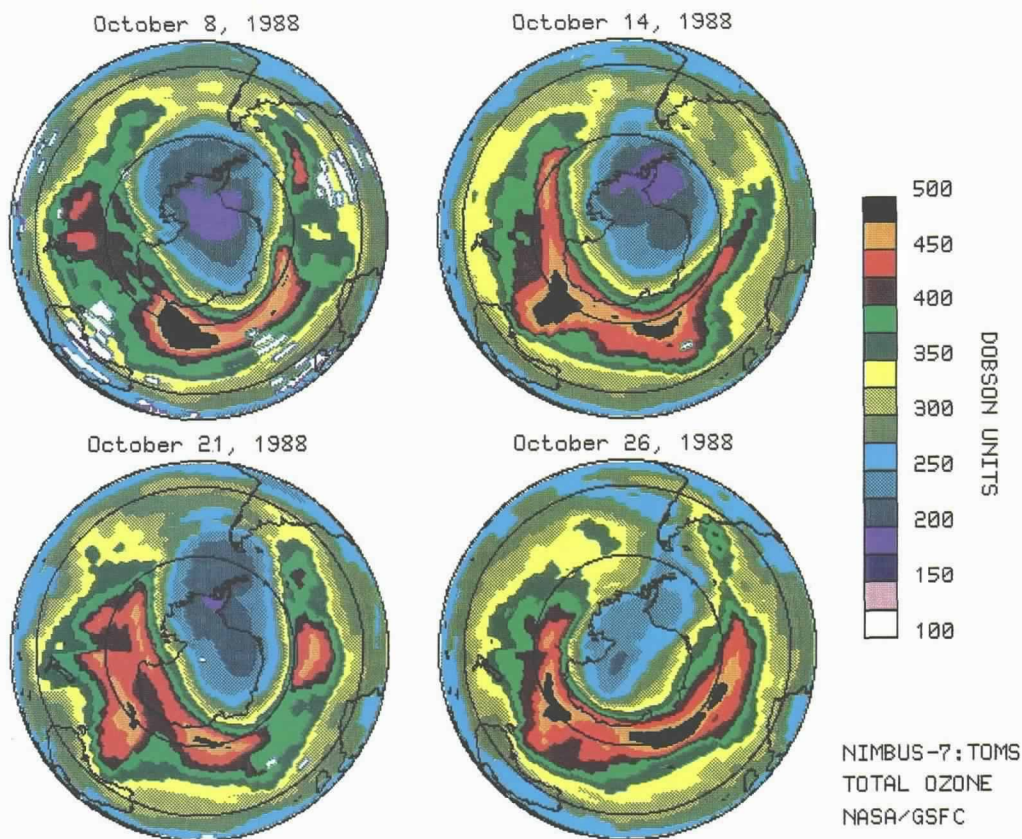 October 8, 1988
October 14, 1988
October 21, 1988
October 26, 1988
500
450
400
350
300
250
200
150
100
DOBSON UNITS
NIMBUS-7:TOMS
TOTAL OZONE
NASA/GSFC